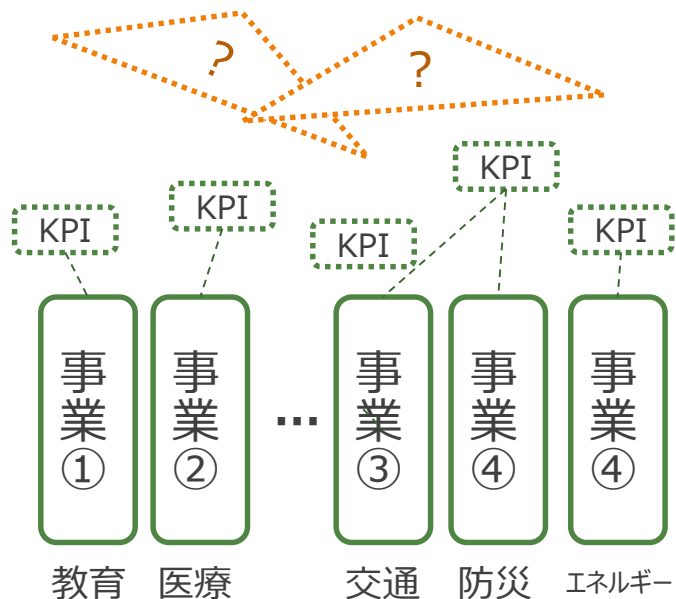 ?
?
KPI
KPI
KPI
KPI
KPI
事業①
事業②
…
事業③
事業④
事業④
教育
医療
交通
防災
エネルギー